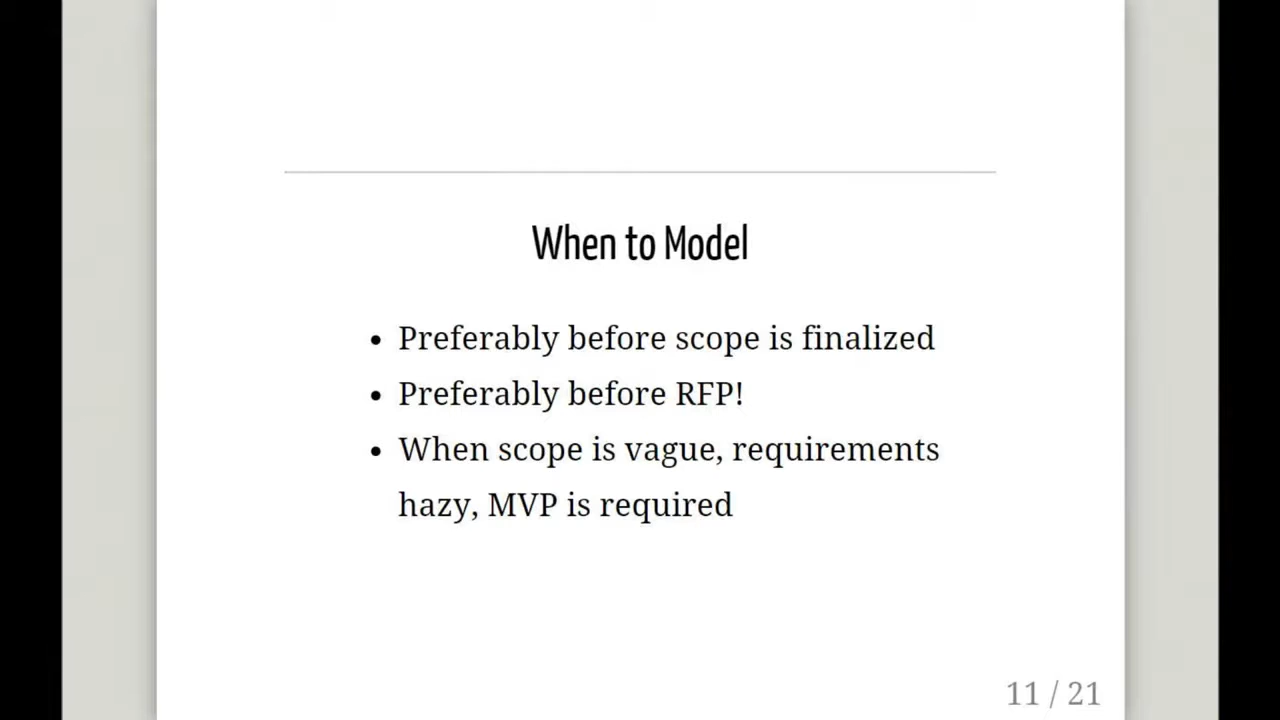 When to Model
• Preferably before scope is finalized
• Preferably before RFP!
• When scope is vague, requirements
hazy, MVP is required
11 / 21